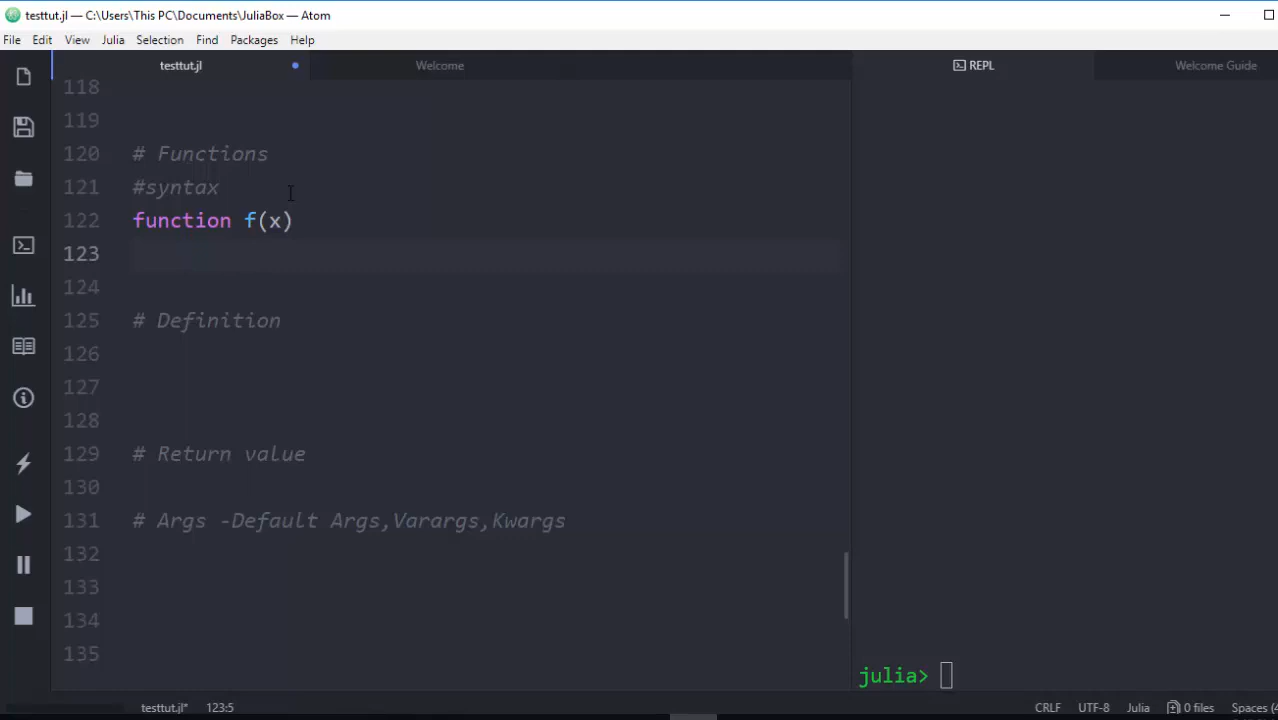 testtut.jl — C:\Users\This PC\Documents\JuliaBox — Atom
File Edit View Julia Selection Find Packages Help
testtut.jl Welcome REPL Welcome Guide
118
119
120 # Functions
121 #syntax
122 function f(x)
123
124
125 # Definition
126
127
128
129 # Return value
130
131 # Args -Default Args,Varargs,Kwargs
132
133
134
135
julia>
testtut.jl* 123:5 CRLF UTF-8 Julia 0 files Spaces (4